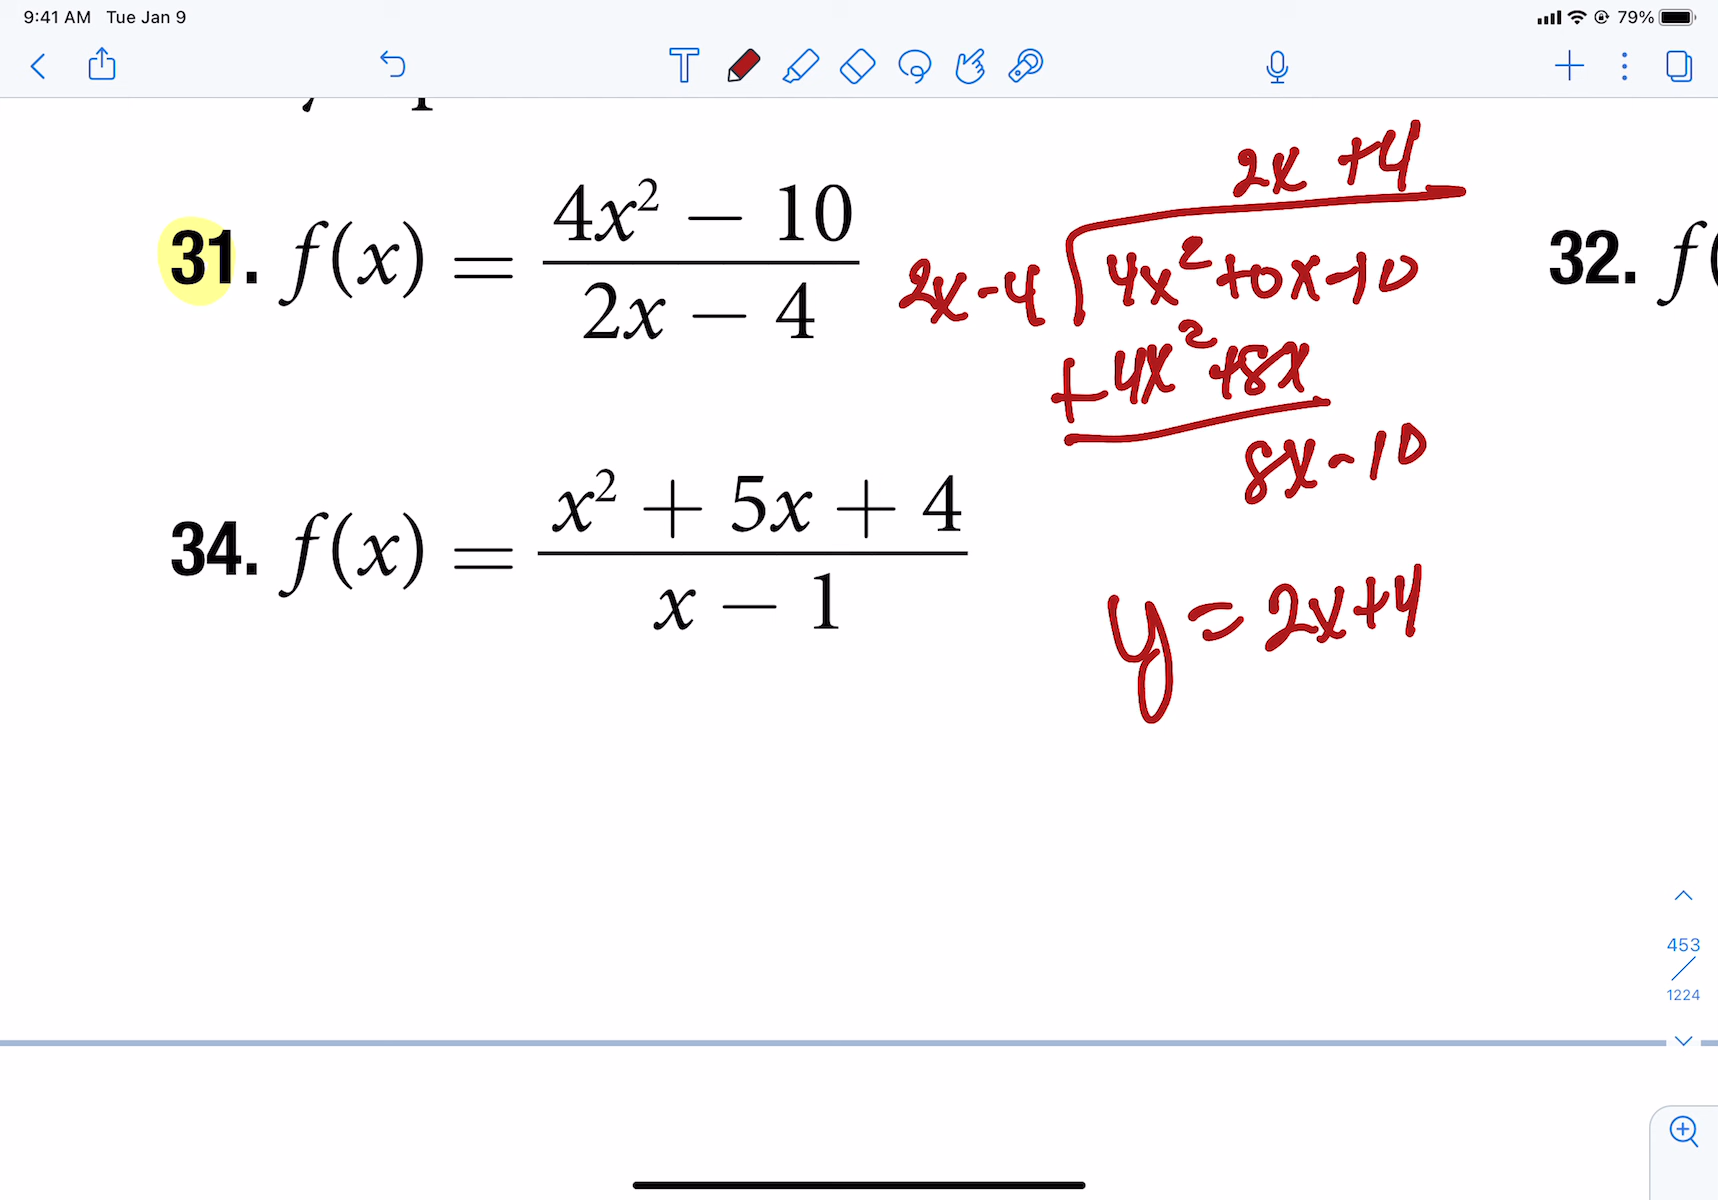 9:41 AM Tue Jan 9
79%
31. f(x) = (4x² − 10)/(2x − 4)
2x +4
2x-4 4x²+0x-10
+4x²+8x
8x-10
32. f(
34. f(x) = (x² + 5x + 4)/(x − 1)
y=2x+4
453
1224